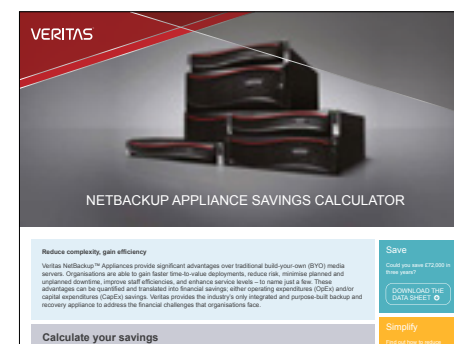 VERITAS
NETBACKUP APPLIANCE SAVINGS CALCULATOR
Reduce complexity, gain efficiency
Veritas NetBackup™ Appliances provide significant advantages over traditional build-your-own (BYO) media
servers. Organisations are able to gain faster time-to-value deployments, reduce risk, minimise planned and
unplanned downtime, improve staff efficiencies, and enhance service levels – to name just a few. These
advantages can be quantified and translated into financial savings; either operating expenditures (OpEx) and/or
capital expenditures (CapEx) savings. Veritas provides the industry's only integrated and purpose-built backup and
recovery appliance to address the financial challenges that organisations face.
Save
Could you save £72,000 in
three years?
DOWNLOAD THE
DATA SHEET
Simplify
Find out how to reduce
Calculate your savings